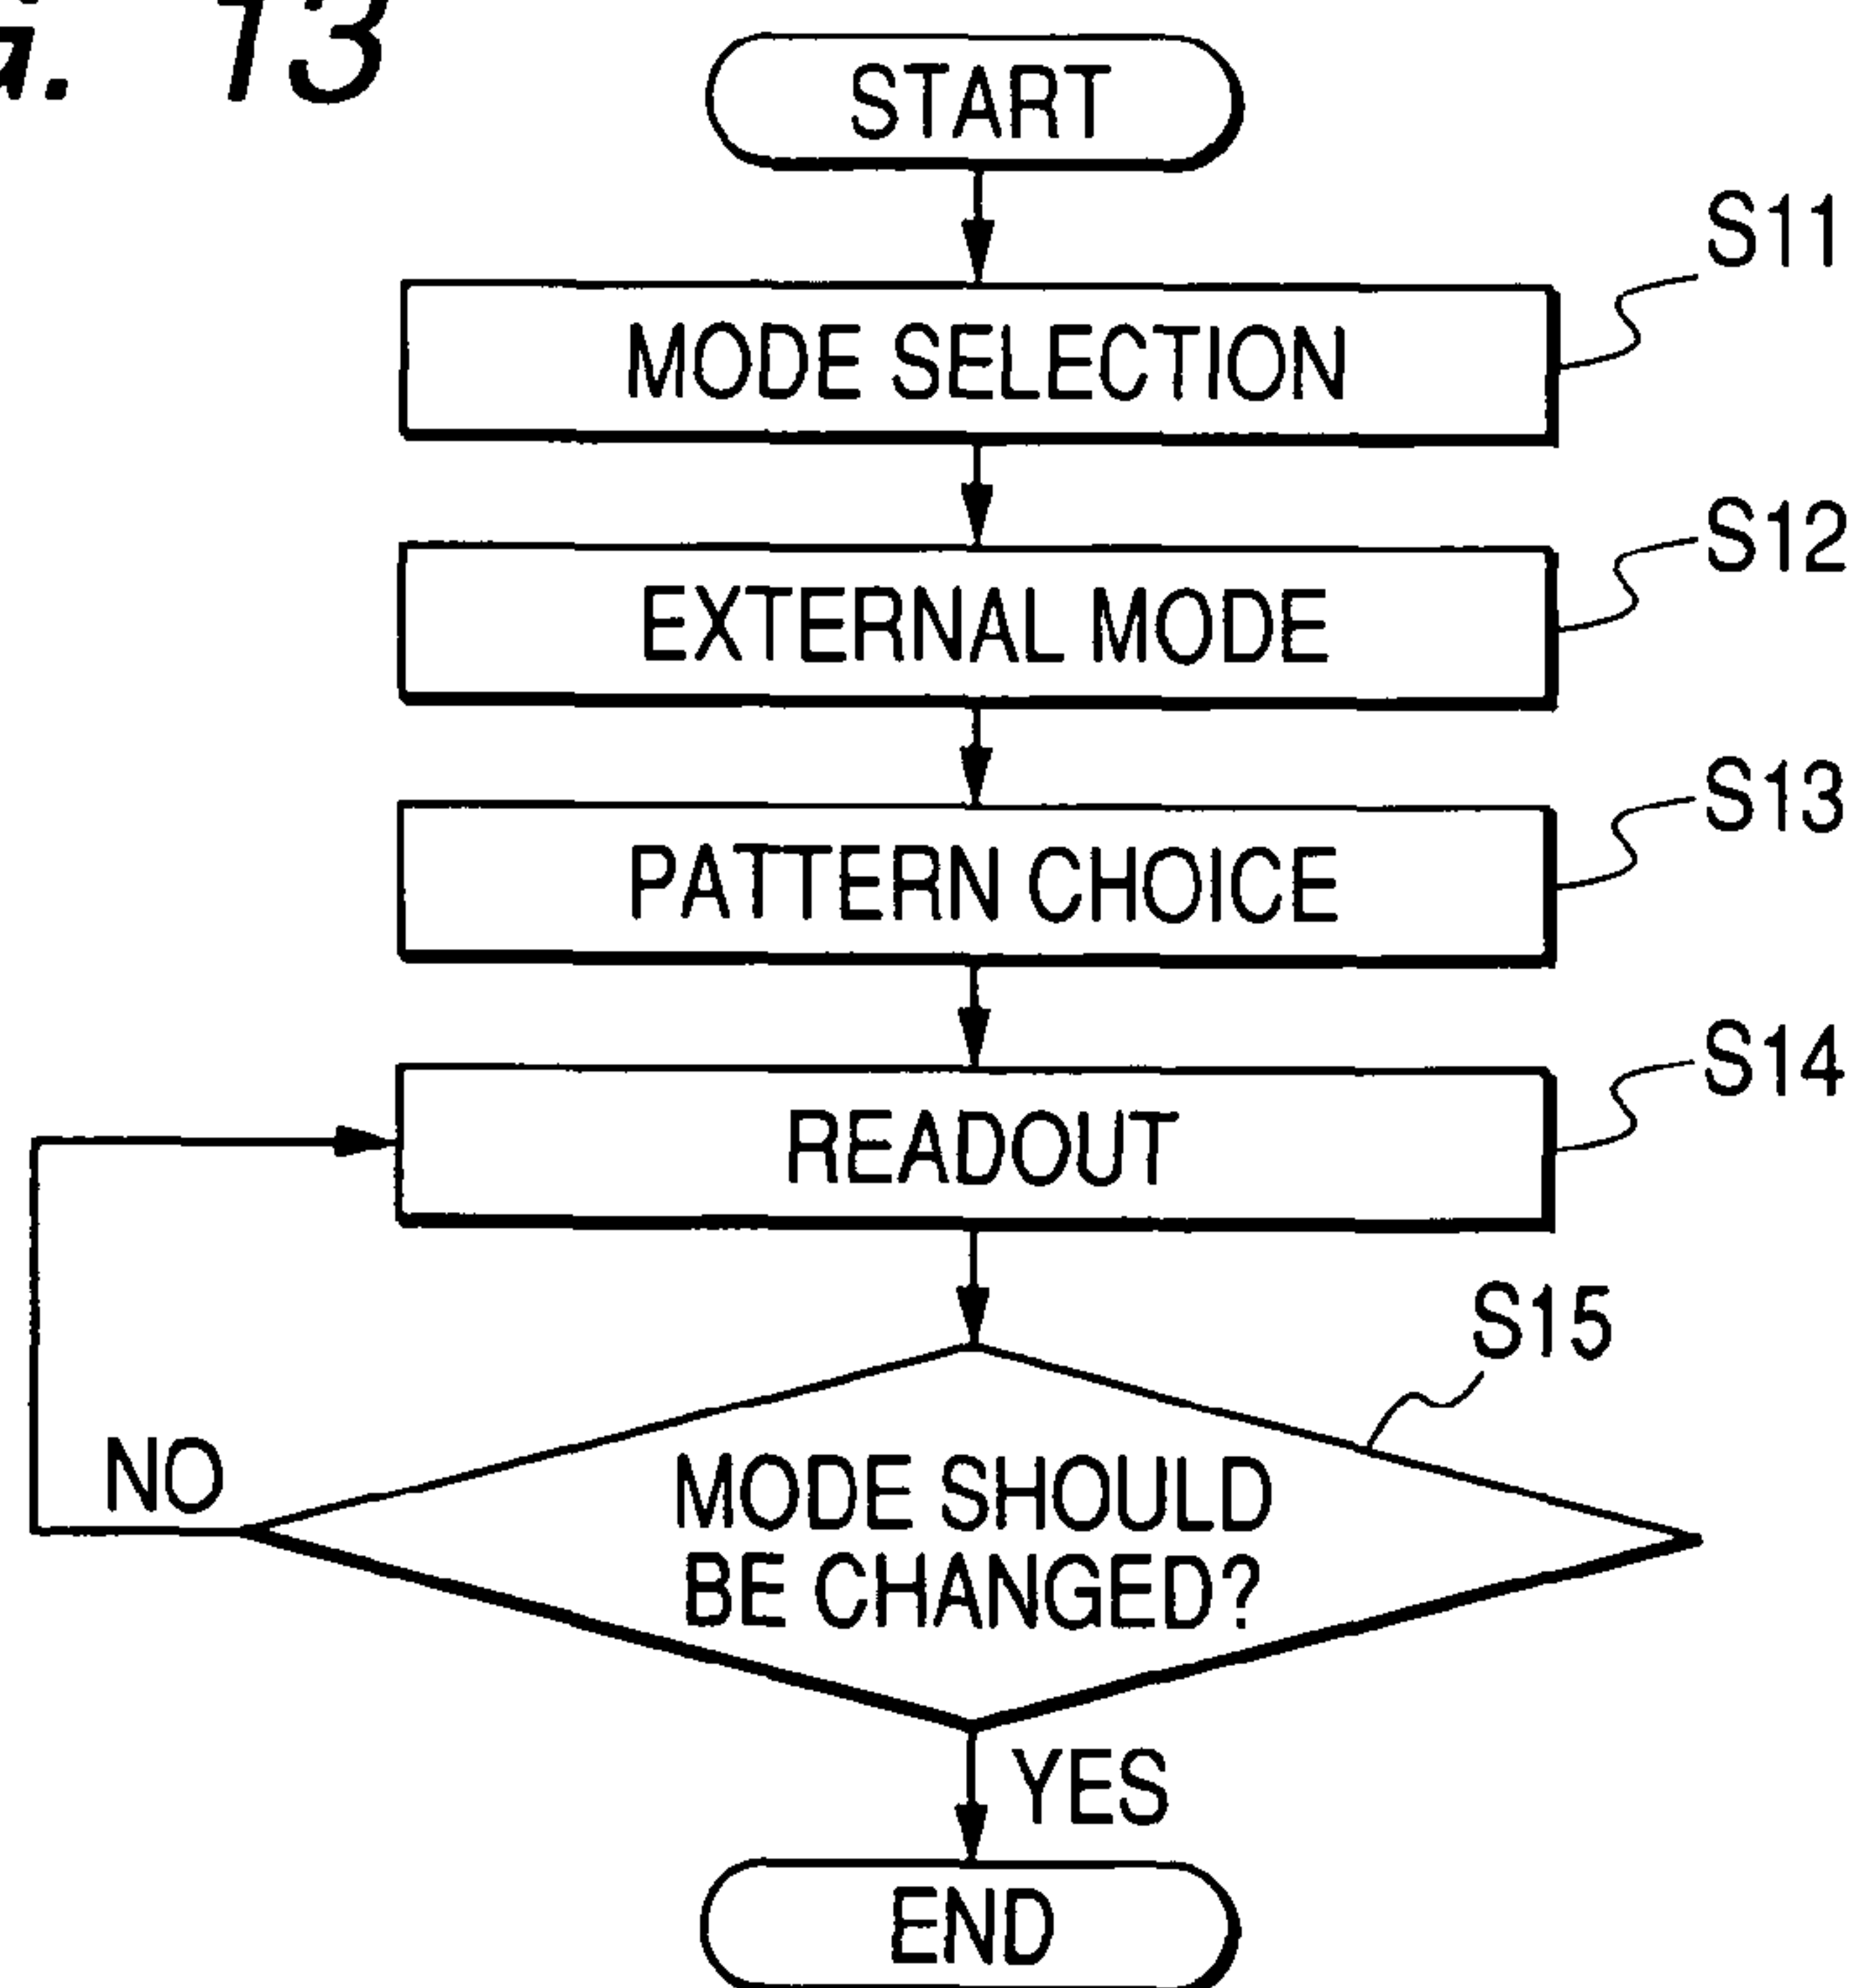 G. 13
START
S11
MODE SELECTION
S12
EXTERNAL MODE
S13
PATTERN CHOICE
S14
READOUT
S15
NO
MODE SHOULD
BE CHANGED?
YES
END